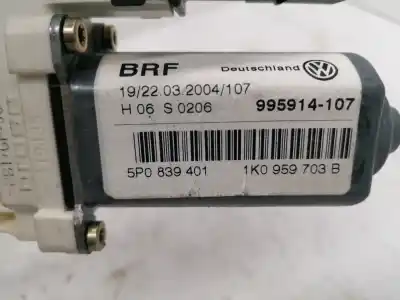 BRF Deutschland
19/22.03.2004/107
H 06 S 0206 995914-107
5P0 839 401 1K0 959 703 B